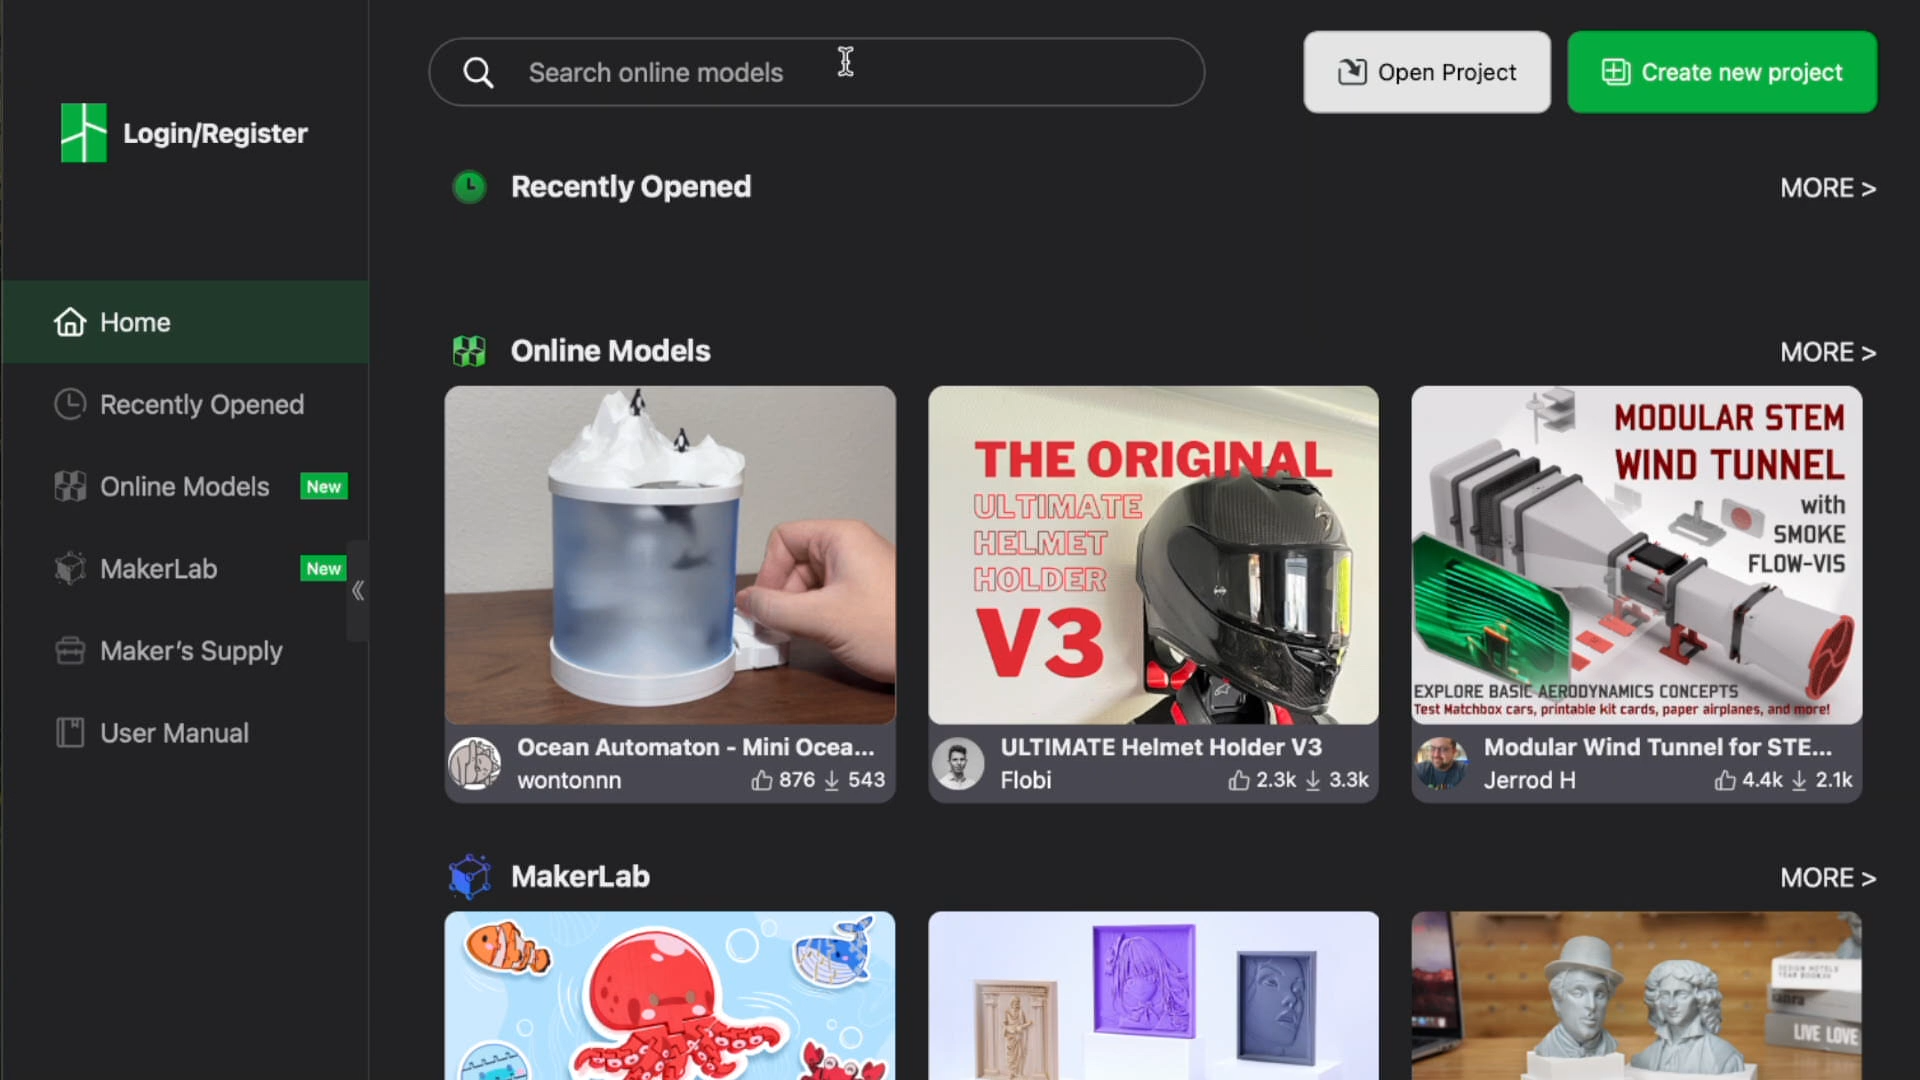 Search online models
Open Project
Create new project
Login/Register
Recently Opened
MORE >
Home
Recently Opened
Online Models New
MakerLab New
Maker's Supply
User Manual
Online Models
MORE >
THE ORIGINAL
ULTIMATE
HELMET
HOLDER
V3
MODULAR STEM
WIND TUNNEL
with
SMOKE
FLOW-VIS
EXPLORE BASIC AERODYNAMICS CONCEPTS
Test Matchbox cars, printable kit cards, paper airplanes, and more!
Ocean Automaton - Mini Ocea...
wontonnn 876 543
ULTIMATE Helmet Holder V3
Flobi 2.3k 3.3k
Modular Wind Tunnel for STE...
Jerrod H 4.4k 2.1k
MakerLab
MORE >
LIVE LOVE